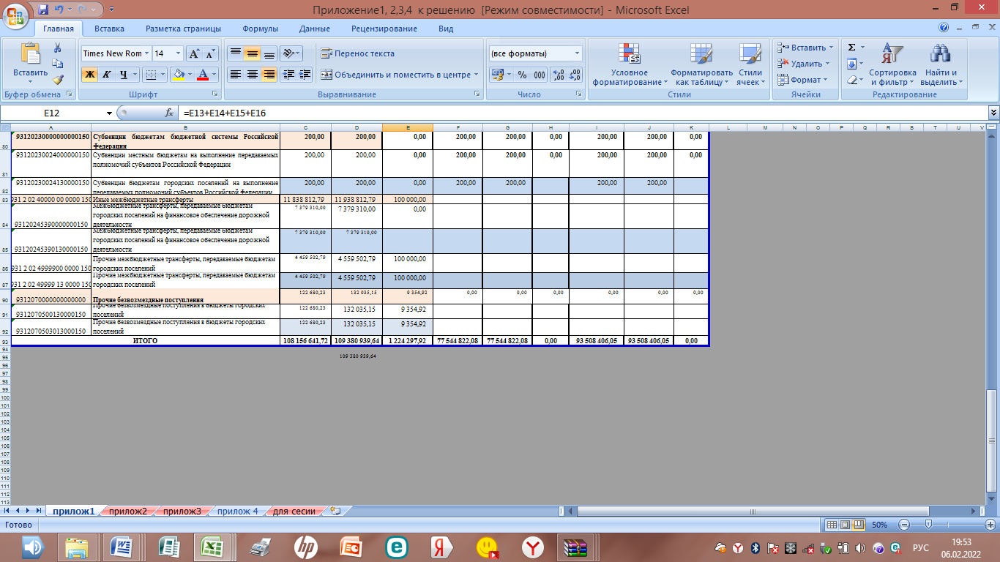 Приложение1, 2,3,4 к решению [Режим совместимости] - Microsoft Excel
Главная Вставка Разметка страницы Формулы Данные Рецензирование Вид
Вставить
Буфер обмена
Times New Rom 14
Ж К Ч
Шрифт
Перенос текста
Объединить и поместить в центре
Выравнивание
(все форматы)
% 000
Число
Условное форматирование
Форматировать как таблицу
Стили ячеек
Стили
Вставить
Удалить
Формат
Ячейки
Сортировка и фильтр
Найти и выделить
Редактирование
E12 fx =E13+E14+E15+E16
A B C D E F G H I J K L M N O P Q R S T U V
80 93120230000000000150 Субвенции бюджетам бюджетной системы Российской Федерации 200,00 200,00 0,00 200,00 200,00 0,00 200,00 200,00 0,00
81 93120230024000000150 Субвенции местным бюджетам на выполнение передаваемых полномочий субъектов Российской Федерации 200,00 200,00 0,00 200,00 200,00 0,00 200,00 200,00 0,00
82 93120230024130000150 Субвенции бюджетам городских поселений на выполнение передаваемых полномочий субъектов Российской Федерации 200,00 200,00 0,00 200,00 200,00 200,00 200,00
83 931 2 02 40000 00 0000 150 Иные межбюджетные трансферты 11 838 812,79 11 938 812,79 100 000,00
84 93120245390000000150 Межбюджетные трансферты, передаваемые бюджетам городских поселений на финансовое обеспечение дорожной деятельности 7 379 310,00 7 379 310,00 0,00
85 93120245390130000150 Межбюджетные трансферты, передаваемые бюджетам городских поселений на финансовое обеспечение дорожной деятельности 7 379 310,00 7 379 310,00
86 931 2 02 4999900 0000 150 Прочие межбюджетные трансферты, передаваемые бюджетам городских поселений 4 459 502,79 4 559 502,79 100 000,00
87 931 2 02 49999 13 0000 150 Прочие межбюджетные трансферты, передаваемые бюджетам городских поселений 4 459 502,79 4 559 502,79 100 000,00
90 9312070000000000000 Прочие безвозмездные поступления 122 680,23 132 035,15 9 354,92 0,00 0,00 0,00 0,00 0,00 0,00
91 9312070500130000150 Прочие безвозмездные поступления в бюджеты городских поселений 122 680,23 132 035,15 9 354,92
92 9312070503013000150 Прочие безвозмездные поступления в бюджеты городских поселений 122 680,23 132 035,15 9 354,92
93 ИТОГО 108 156 641,72 109 380 939,64 1 224 297,92 77 544 822,08 77 544 822,08 0,00 93 508 406,05 93 508 406,05 0,00
94
95 109 380 939,64
96
97
98
99
100
101
102
103
104
105
106
107
108
109
110
111
112
113
прилож1 прилож2 прилож3 прилож 4 для сесии
Готово 50%
РУС 19:53
06.02.2022